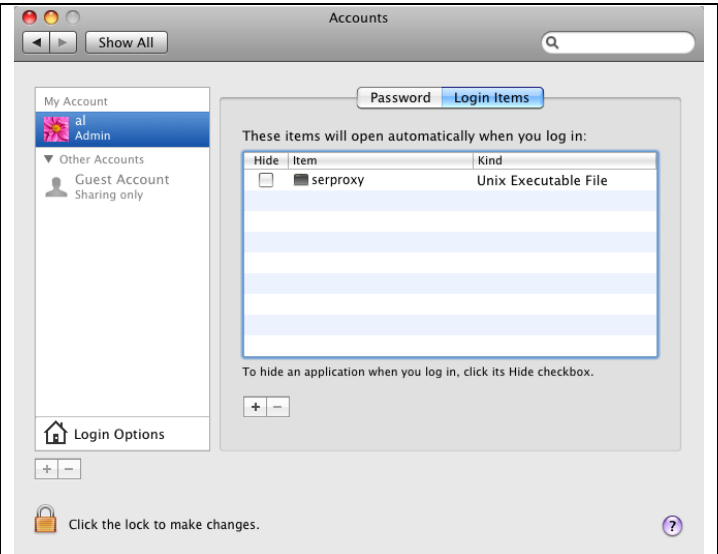 Accounts
Show All
My Account
al
Admin
Other Accounts
Guest Account
Sharing only
Login Options
+ −
Password Login Items
These items will open automatically when you log in:
Hide Item Kind
serproxy Unix Executable File
To hide an application when you log in, click its Hide checkbox.
+ −
Click the lock to make changes.
?